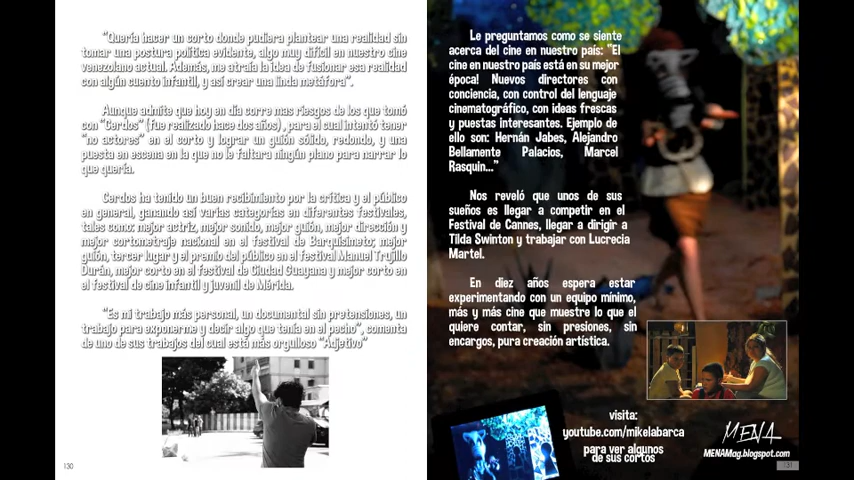 “Quería hacer un corto donde pudiera plantear una realidad sin
tomar una postura política evidente, algo muy difícil en nuestro cine
venezolano actual. Además, me atraía la idea de fusionar esa realidad
con algún cuento infantil, y así crear una linda metáfora”.
Aunque admite que hoy en día corre mas riesgos de los que tomó
con “Cerdos” (fue realizado hace dos años) , para el cual intentó tener
“no actores” en el corto y lograr un guión sólido, redondo, y una
puesta en escena en la que no le faltara ningún plano para narrar lo
que quería.
Cerdos ha tenido un buen recibimiento por la crítica y el público
en general, ganando así varias categorías en diferentes festivales,
tales como: mejor actriz, mejor sonido, mejor guión, mejor dirección y
mejor cortometraje nacional en el festival de Barquisimeto; mejor
guión, tercer lugar y el premio del público en el festival Manuel Trujillo
Durán, mejor corto en el festival de Ciudad Guayana y mejor corto en
el festival de cine infantil y juvenil de Mérida.
“Es mi trabajo más personal, un documental sin pretensiones, un
trabajo para exponerme y decir algo que tenía en el pecho”, comenta
de uno de sus trabajos del cual está más orgulloso “Adjetivo”
130
Le preguntamos como se siente
acerca del cine en nuestro país: “El
cine en nuestro país está en su mejor
época! Nuevos directores con
conciencia, con control del lenguaje
cinematográfico, con ideas frescas
y puestas interesantes. Ejemplo de
ello son: Hernán Jabes, Alejandro
Bellamente Palacios, Marcel
Rasquin...”
Nos reveló que unos de sus
sueños es llegar a competir en el
Festival de Cannes, llegar a dirigir a
Tilda Swinton y trabajar con Lucrecia
Martel.
En diez años espera estar
experimentando con un equipo mínimo,
más y más cine que muestre lo que el
quiere contar, sin presiones, sin
encargos, pura creación artística.
visita:
youtube.com/mikelabarca
para ver algunos
de sus cortos
MENA
MENAMag.blogspot.com
131